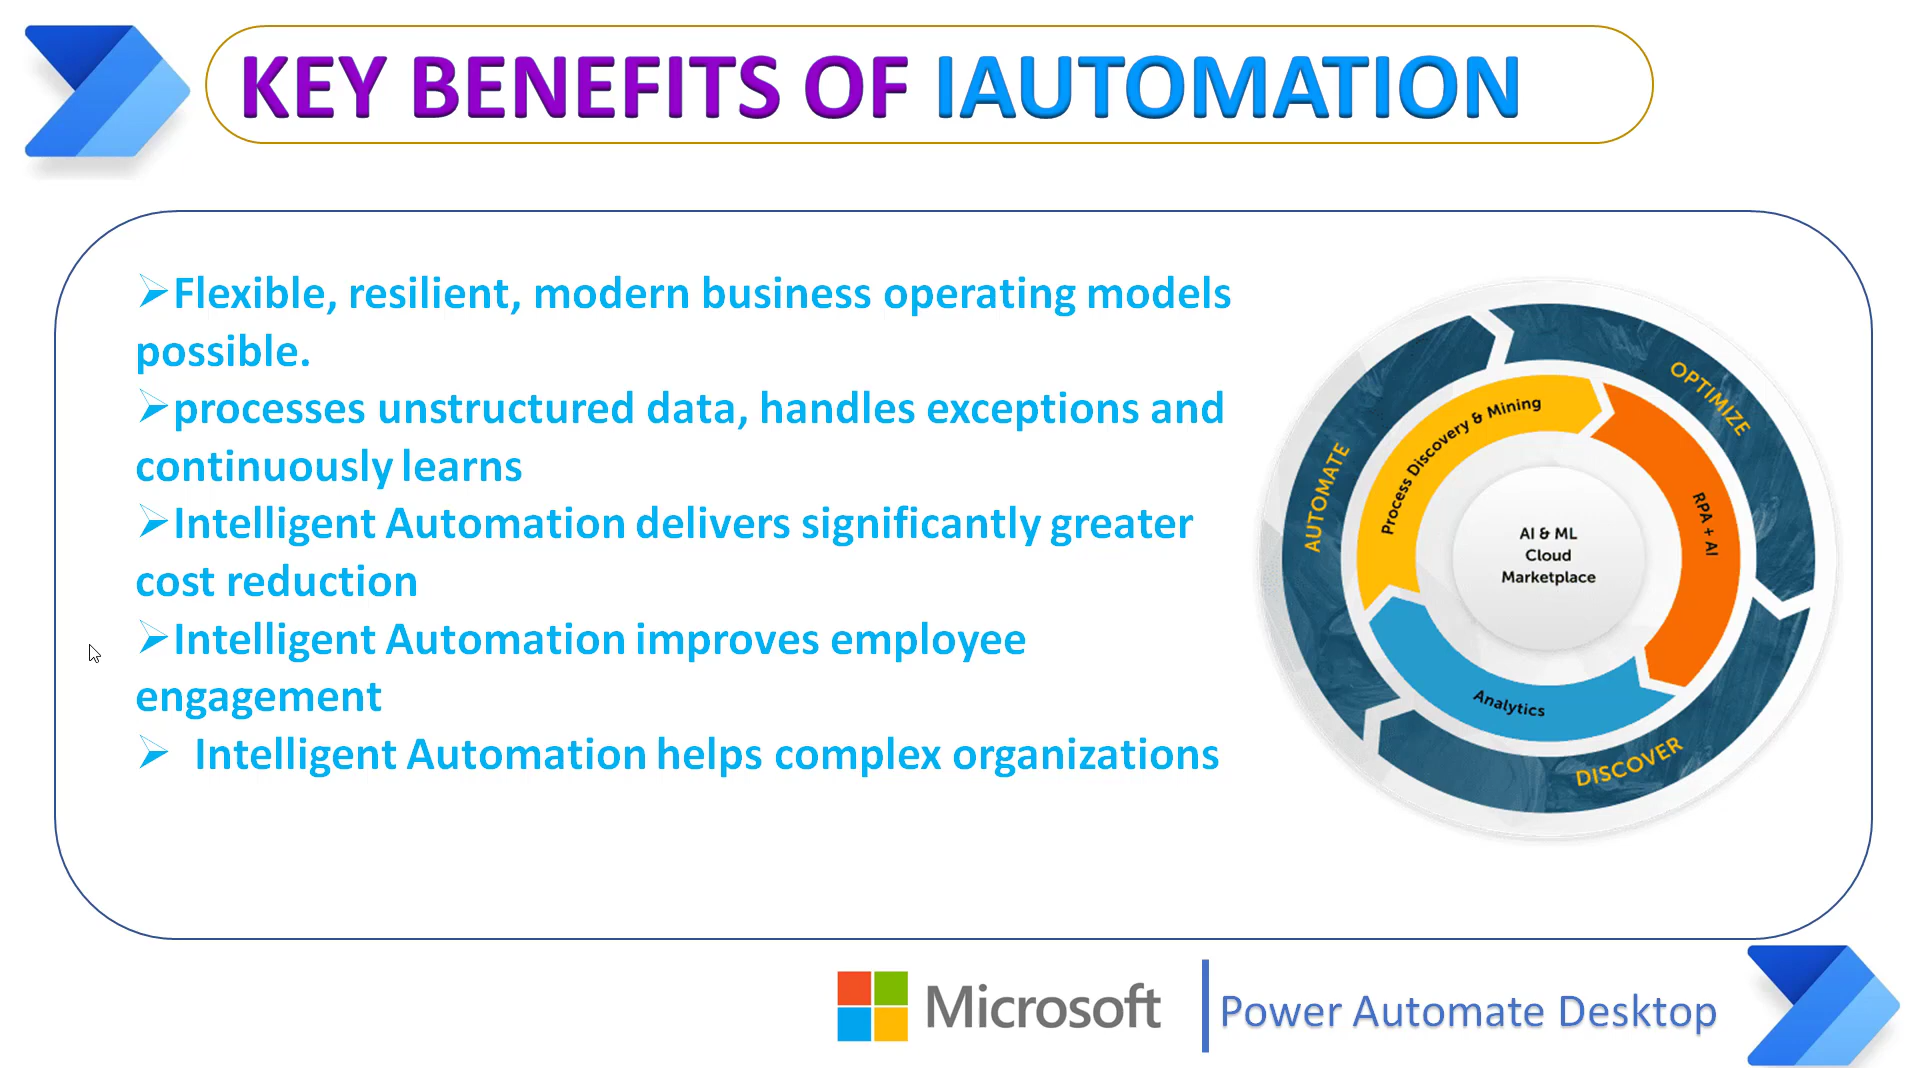 KEY BENEFITS OF IAUTOMATION
➢Flexible, resilient, modern business operating models
possible.
➢processes unstructured data, handles exceptions and
continuously learns
➢Intelligent Automation delivers significantly greater
cost reduction
➢Intelligent Automation improves employee
engagement
➢ Intelligent Automation helps complex organizations
AUTOMATE
OPTIMIZE
DISCOVER
Process Discovery & Mining
RPA + AI
Analytics
AI & ML
Cloud
Marketplace
Microsoft
Power Automate Desktop